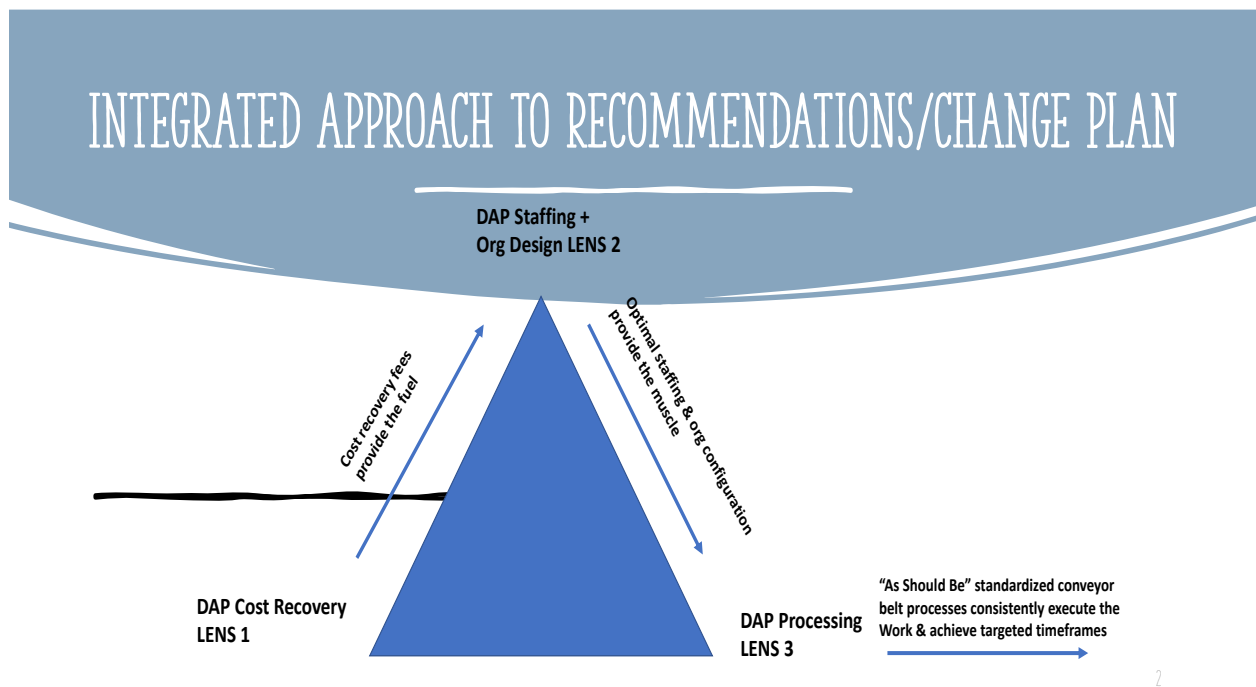 INTEGRATED APPROACH TO RECOMMENDATIONS/CHANGE PLAN
DAP Staffing +
Org Design LENS 2
Cost recovery fees
provide the fuel
Optimal staffing & org configuration
provide the muscle
DAP Cost Recovery
LENS 1
DAP Processing
LENS 3
“As Should Be” standardized conveyor
belt processes consistently execute the
Work & achieve targeted timeframes
2